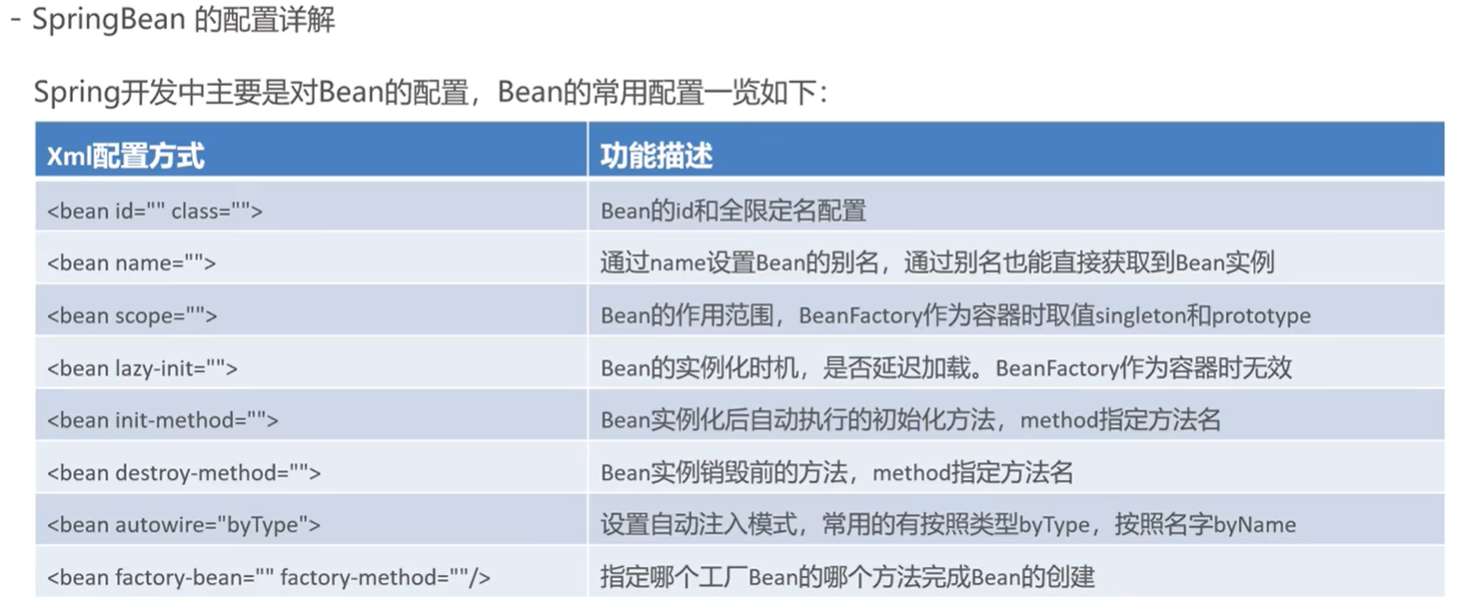 - SpringBean 的配置详解
Spring开发中主要是对Bean的配置，Bean的常用配置一览如下：
Xml配置方式 功能描述
<bean id="" class=""> Bean的id和全限定名配置
<bean name=""> 通过name设置Bean的别名，通过别名也能直接获取到Bean实例
<bean scope=""> Bean的作用范围，BeanFactory作为容器时取值singleton和prototype
<bean lazy-init=""> Bean的实例化时机，是否延迟加载。BeanFactory作为容器时无效
<bean init-method=""> Bean实例化后自动执行的初始化方法，method指定方法名
<bean destroy-method=""> Bean实例销毁前的方法，method指定方法名
<bean autowire="byType"> 设置自动注入模式，常用的有按照类型byType，按照名字byName
<bean factory-bean="" factory-method=""/> 指定哪个工厂Bean的哪个方法完成Bean的创建